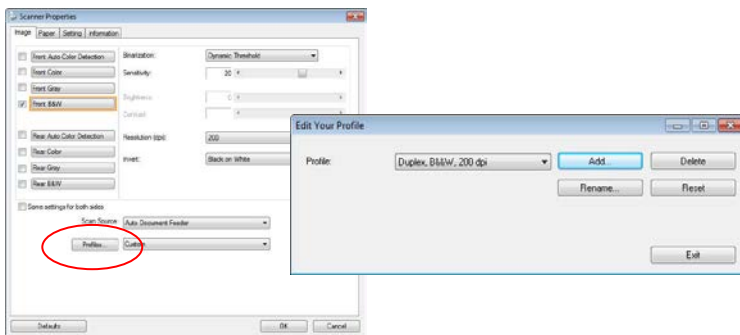 Scanner Properties
Image Paper Setting Information
Front Auto Color Detection
Front Color
Front Gray
Front B&W
Rear Auto Color Detection
Rear Color
Rear Gray
Rear B&W
Binarization: Dynamic Threshold
Sensitivity: 20
Brightness: 0
Contrast:
Resolution (dpi): 200
Invert: Black on White
Same settings for both sides
Scan Source: Auto Document Feeder
Profiles... Custom
Defaults OK Cancel
Edit Your Profile
Profile: Duplex, B&W, 200 dpi Add... Delete
Rename... Reset
Exit